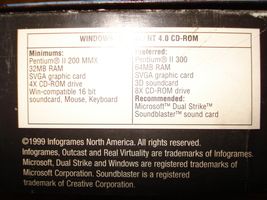 WINDOWS NT 4.0 CD-ROM
Minimums:
Pentium® II 200 MMX
32MB RAM
SVGA graphic card
4X CD-ROM drive
Win-compatible 16 bit
soundcard, Mouse, Keyboard
Preferred:
Pentium® II 300
64MB RAM
SVGA graphic card
3D soundcard
8X CD-ROM drive
Recommended:
Microsoft™ Dual Strike™
Soundblaster™ sound card
©1999 Infogrames North America. All rights reserved.
Infogrames, Outcast and Real Virtuality are trademarks of Infogrames.
Microsoft, Dual Strike and Windows are registered trademarks of
Microsoft Corporation. Soundblaster is a registered
trademark of Creative Corporation.